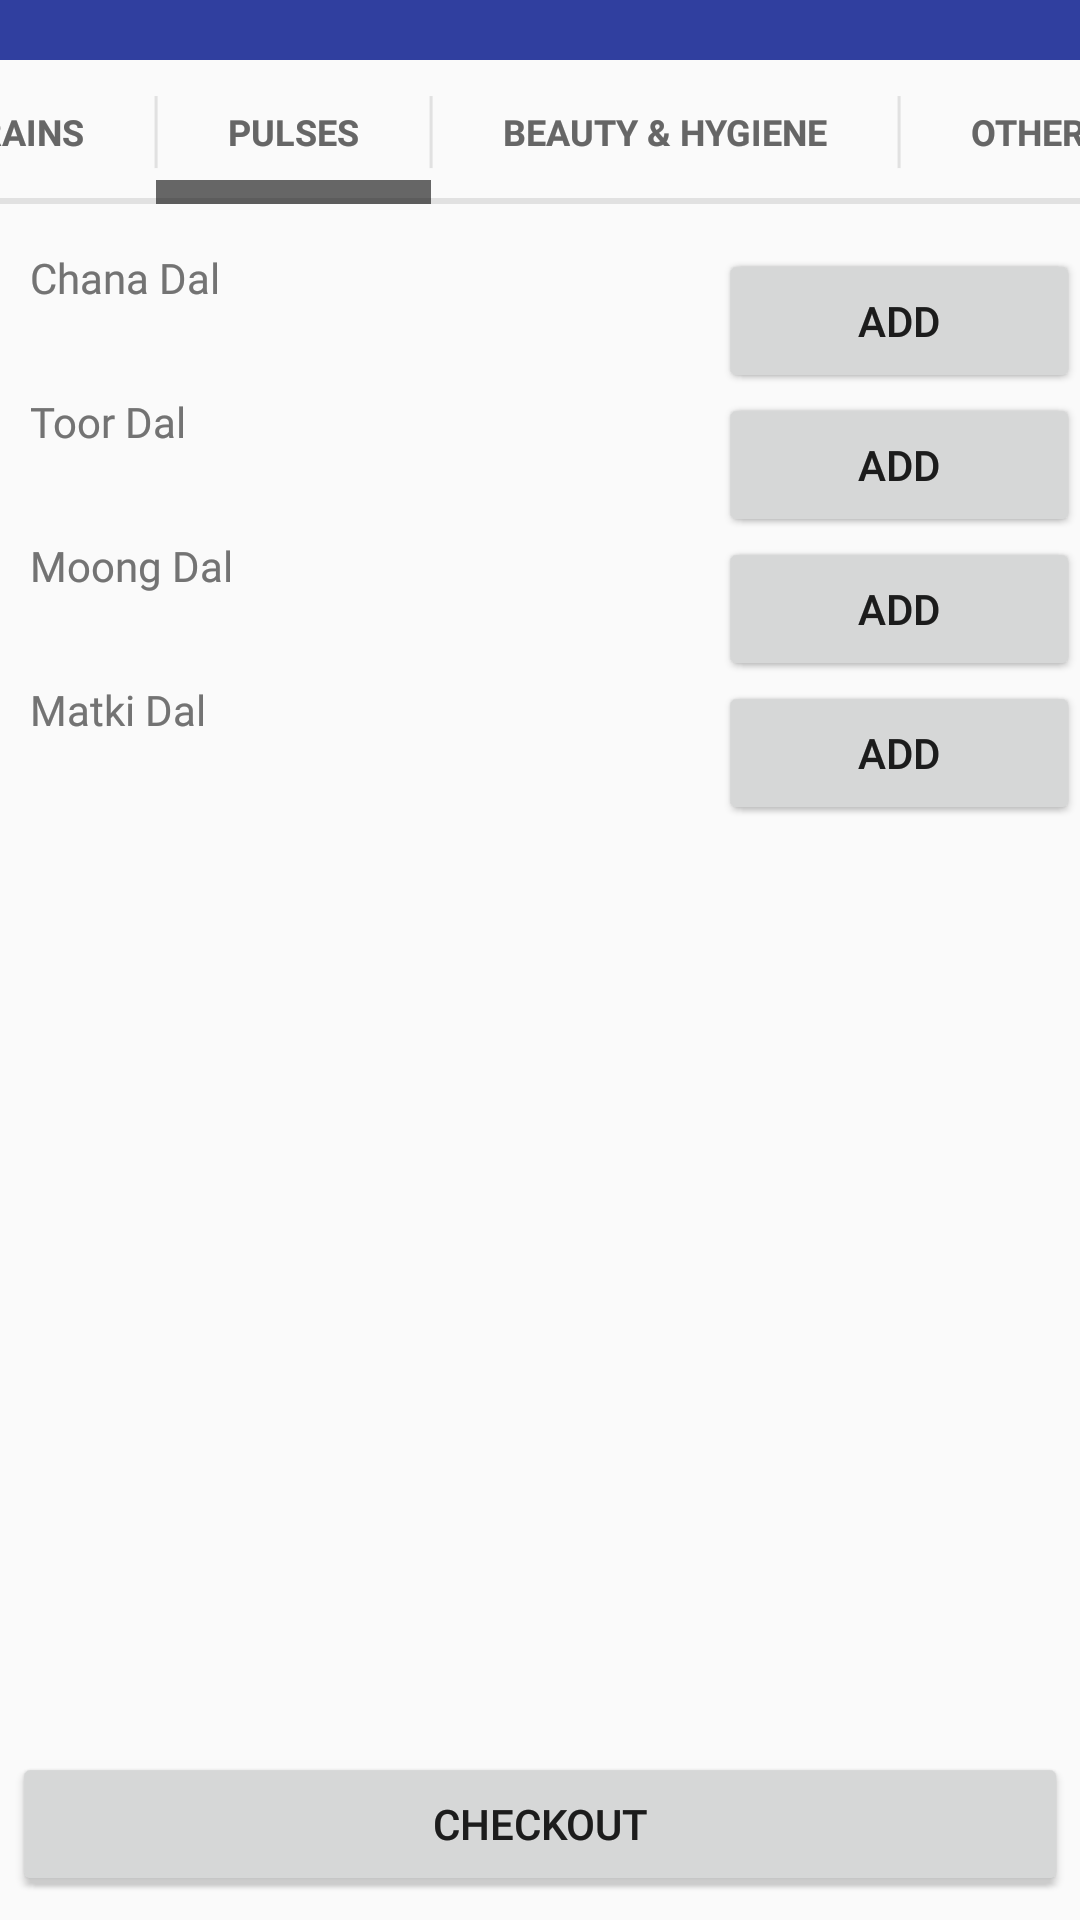 AINS PULSES BEAUTY & HYGIENE OTHER
Chana Dal ADD
Toor Dal ADD
Moong Dal ADD
Matki Dal ADD
CHECKOUT